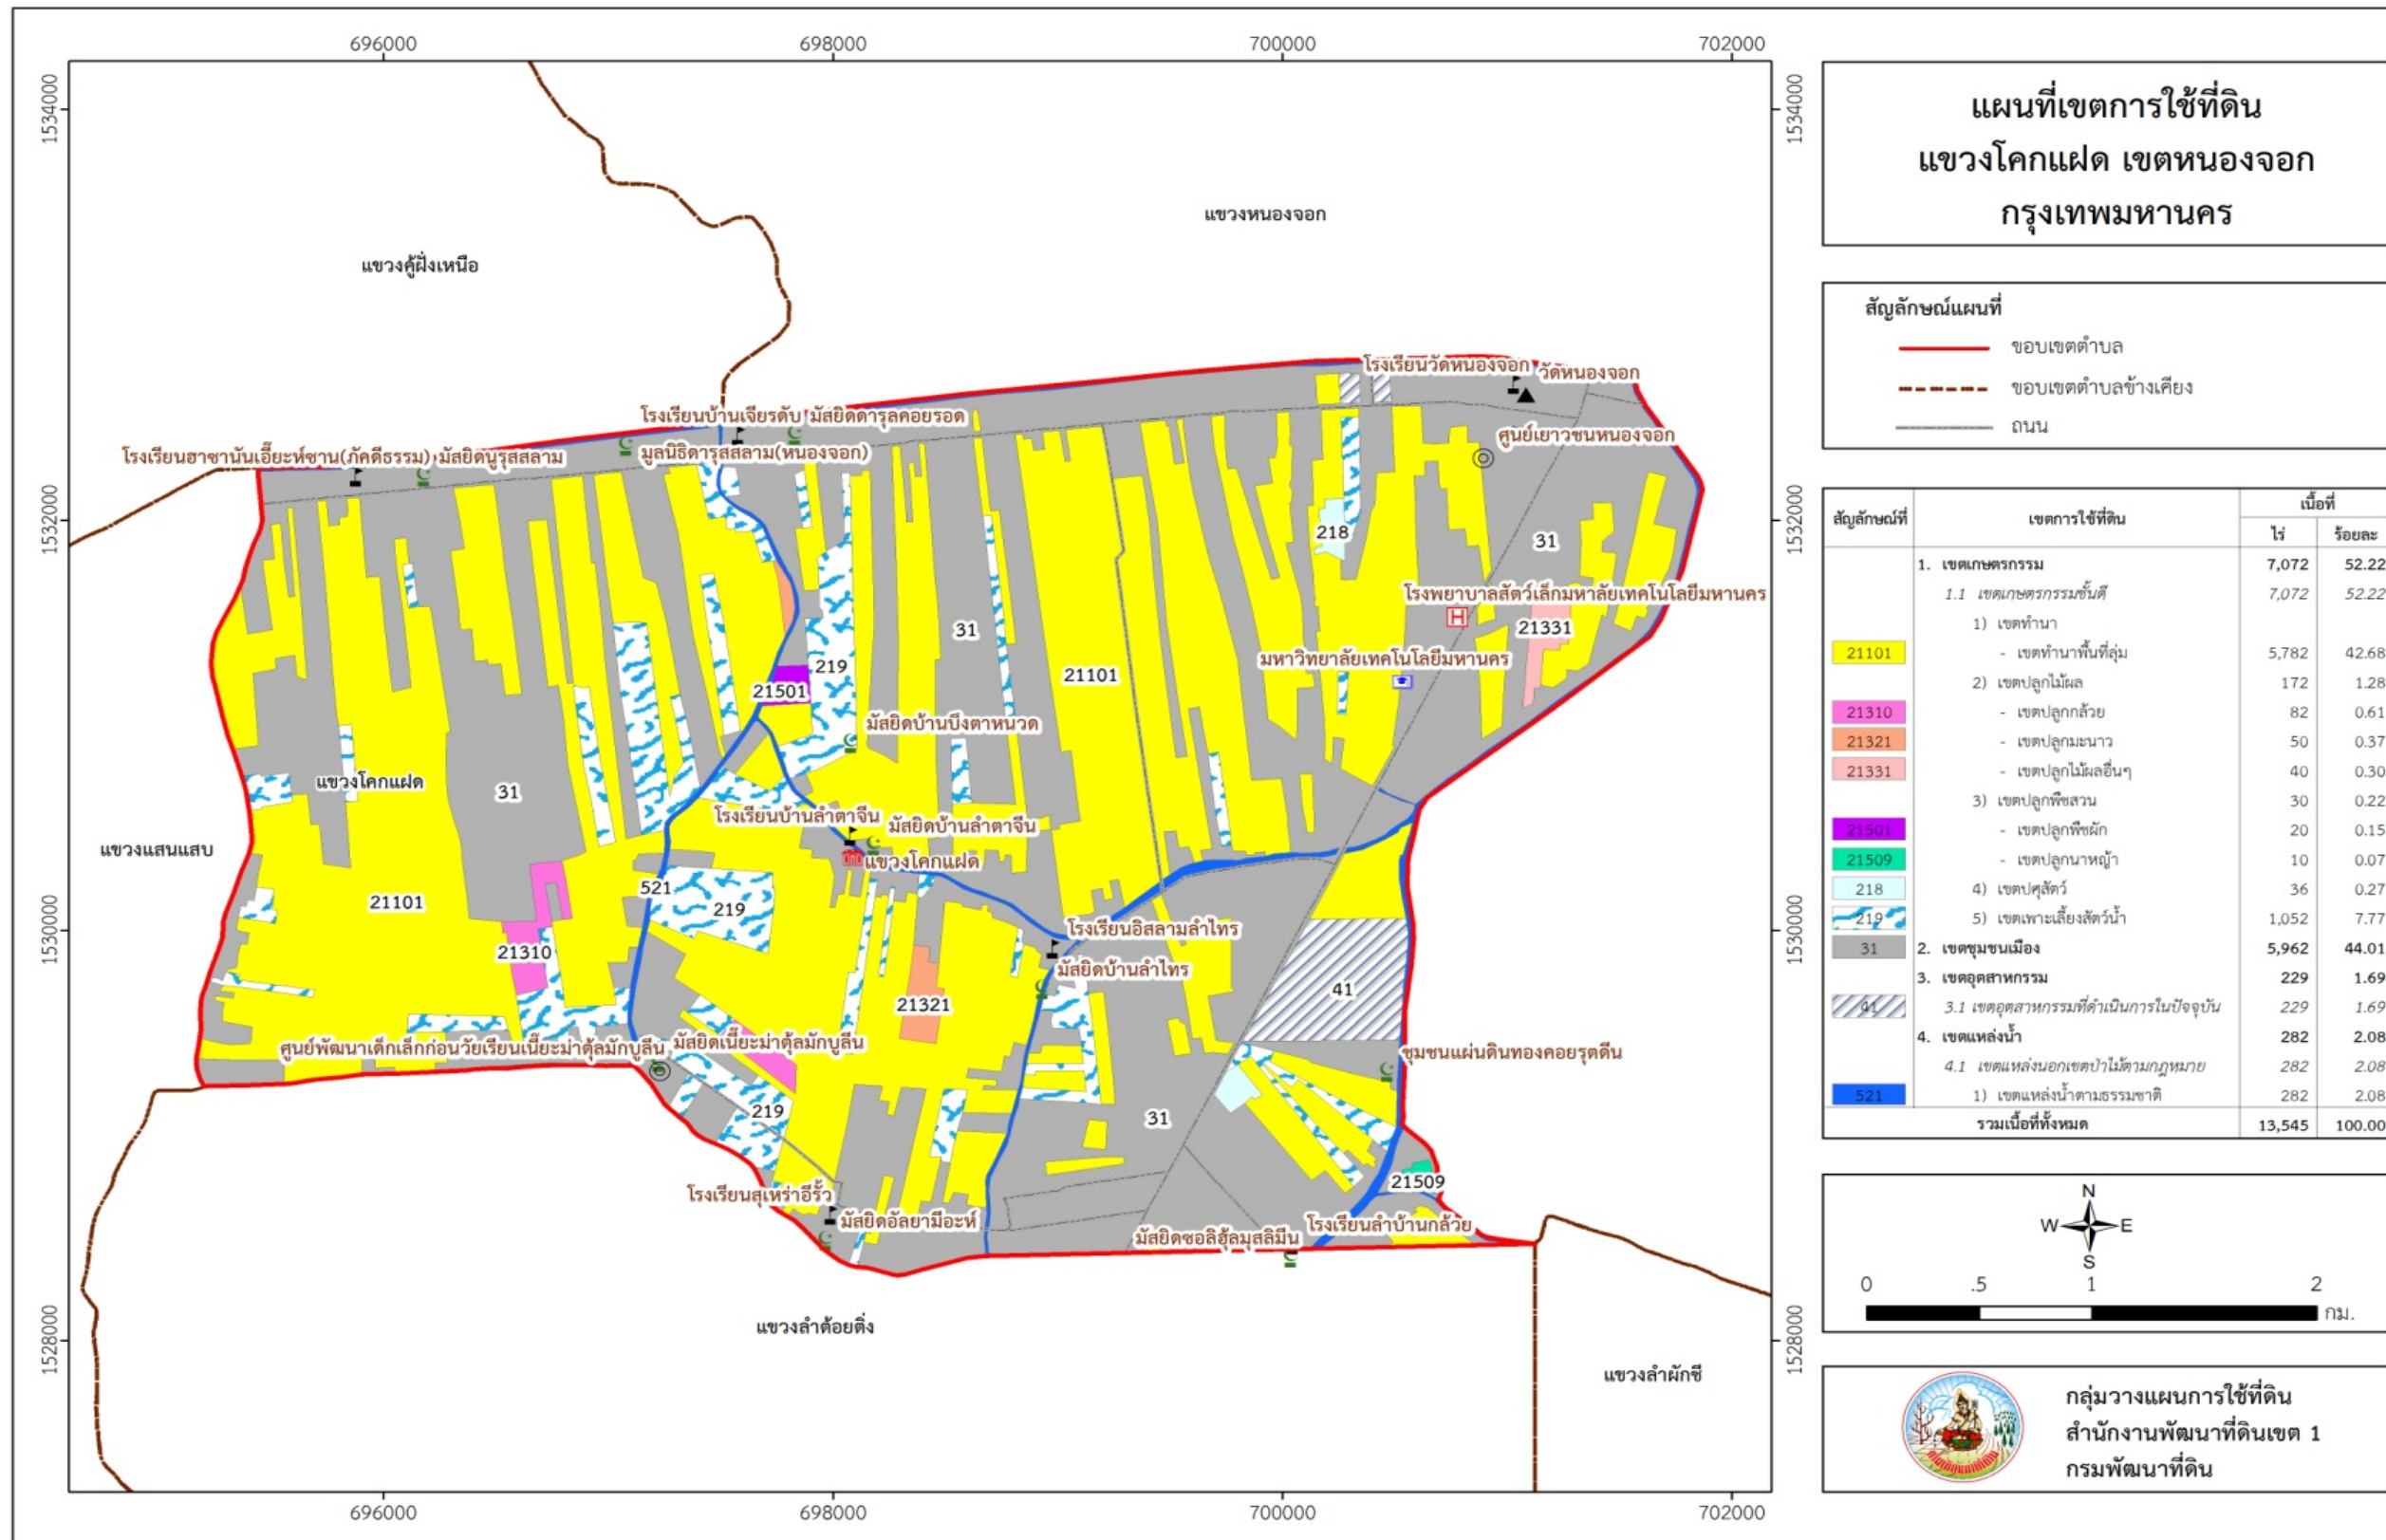 696000 698000 700000 702000
1534000 1534000
1532000 1532000
1530000 1530000
1528000 1528000
696000 698000 700000 702000
แขวงหนองจอก
แขวงคู้ฝั่งเหนือ
โรงเรียนวัดหนองจอก วัดหนองจอก
โรงเรียนบ้านเจียรดับ มัสยิดดารุลคอยรอด
ศูนย์เยาวชนหนองจอก
มูลนิธิดารุสสลาม(หนองจอก)
โรงเรียนฮาซานันเอี๊ยะห์ซาน(ภัคดีธรรม) มัสยิดนูรุสสลาม
218
31
โรงพยาบาลสัตว์เล็กมหาลัยเทคโนโลยีมหานคร
31
21331
มหาวิทยาลัยเทคโนโลยีมหานคร
219
21101
21501
มัสยิดบ้านบึงตาหนวด
แขวงโคกแฝด
31
โรงเรียนบ้านลำตาจีน
มัสยิดบ้านลำตาจีน
แขวงแสนแสบ
แขวงโคกแฝด
521
21101
219
โรงเรียนอิสลามลำไทร
21310
มัสยิดบ้านลำไทร
41
21321
มัสยิดเนี๊ยะม่าตุ้ลมักบูลีน
ศูนย์พัฒนาเด็กเล็กก่อนวัยเรียนเนี๊ยะม่าตุ้ลมักบูลีน
ชุมชนแผ่นดินทองคอยรุตดีน
219
31
21509
โรงเรียนสุเหร่าอีรั้ว
มัสยิดอัลยามีอะห์
โรงเรียนลำบ้านกล้วย
มัสยิดซอลิฮุ้ลมุสลิมีน
แขวงลำต้อยติ่ง
แขวงลำผักชี
แผนที่เขตการใช้ที่ดิน
แขวงโคกแฝด เขตหนองจอก
กรุงเทพมหานคร
สัญลักษณ์แผนที่
ขอบเขตตำบล
ขอบเขตตำบลข้างเคียง
ถนน
สัญลักษณ์ที่ เขตการใช้ที่ดิน เนื้อที่
ไร่ ร้อยละ
1. เขตเกษตรกรรม 7,072 52.22
1.1 เขตเกษตรกรรมชั้นดี 7,072 52.22
1) เขตทำนา
21101 - เขตทำนาพื้นที่ลุ่ม 5,782 42.68
2) เขตปลูกไม้ผล 172 1.28
21310 - เขตปลูกกล้วย 82 0.61
21321 - เขตปลูกมะนาว 50 0.37
21331 - เขตปลูกไม้ผลอื่นๆ 40 0.30
3) เขตปลูกพืชสวน 30 0.22
21501 - เขตปลูกพืชผัก 20 0.15
21509 - เขตปลูกนาหญ้า 10 0.07
218 4) เขตปศุสัตว์ 36 0.27
219 5) เขตเพาะเลี้ยงสัตว์น้ำ 1,052 7.77
31 2. เขตชุมชนเมือง 5,962 44.01
3. เขตอุตสาหกรรม 229 1.69
41 3.1 เขตอุตสาหกรรมที่ดำเนินการในปัจจุบัน 229 1.69
4. เขตแหล่งน้ำ 282 2.08
4.1 เขตแหล่งนอกเขตป่าไม้ตามกฎหมาย 282 2.08
521 1) เขตแหล่งน้ำตามธรรมชาติ 282 2.08
รวมเนื้อที่ทั้งหมด 13,545 100.00
N
W E
S
0 .5 1 2
กม.
กลุ่มวางแผนการใช้ที่ดิน
สำนักงานพัฒนาที่ดินเขต 1
กรมพัฒนาที่ดิน